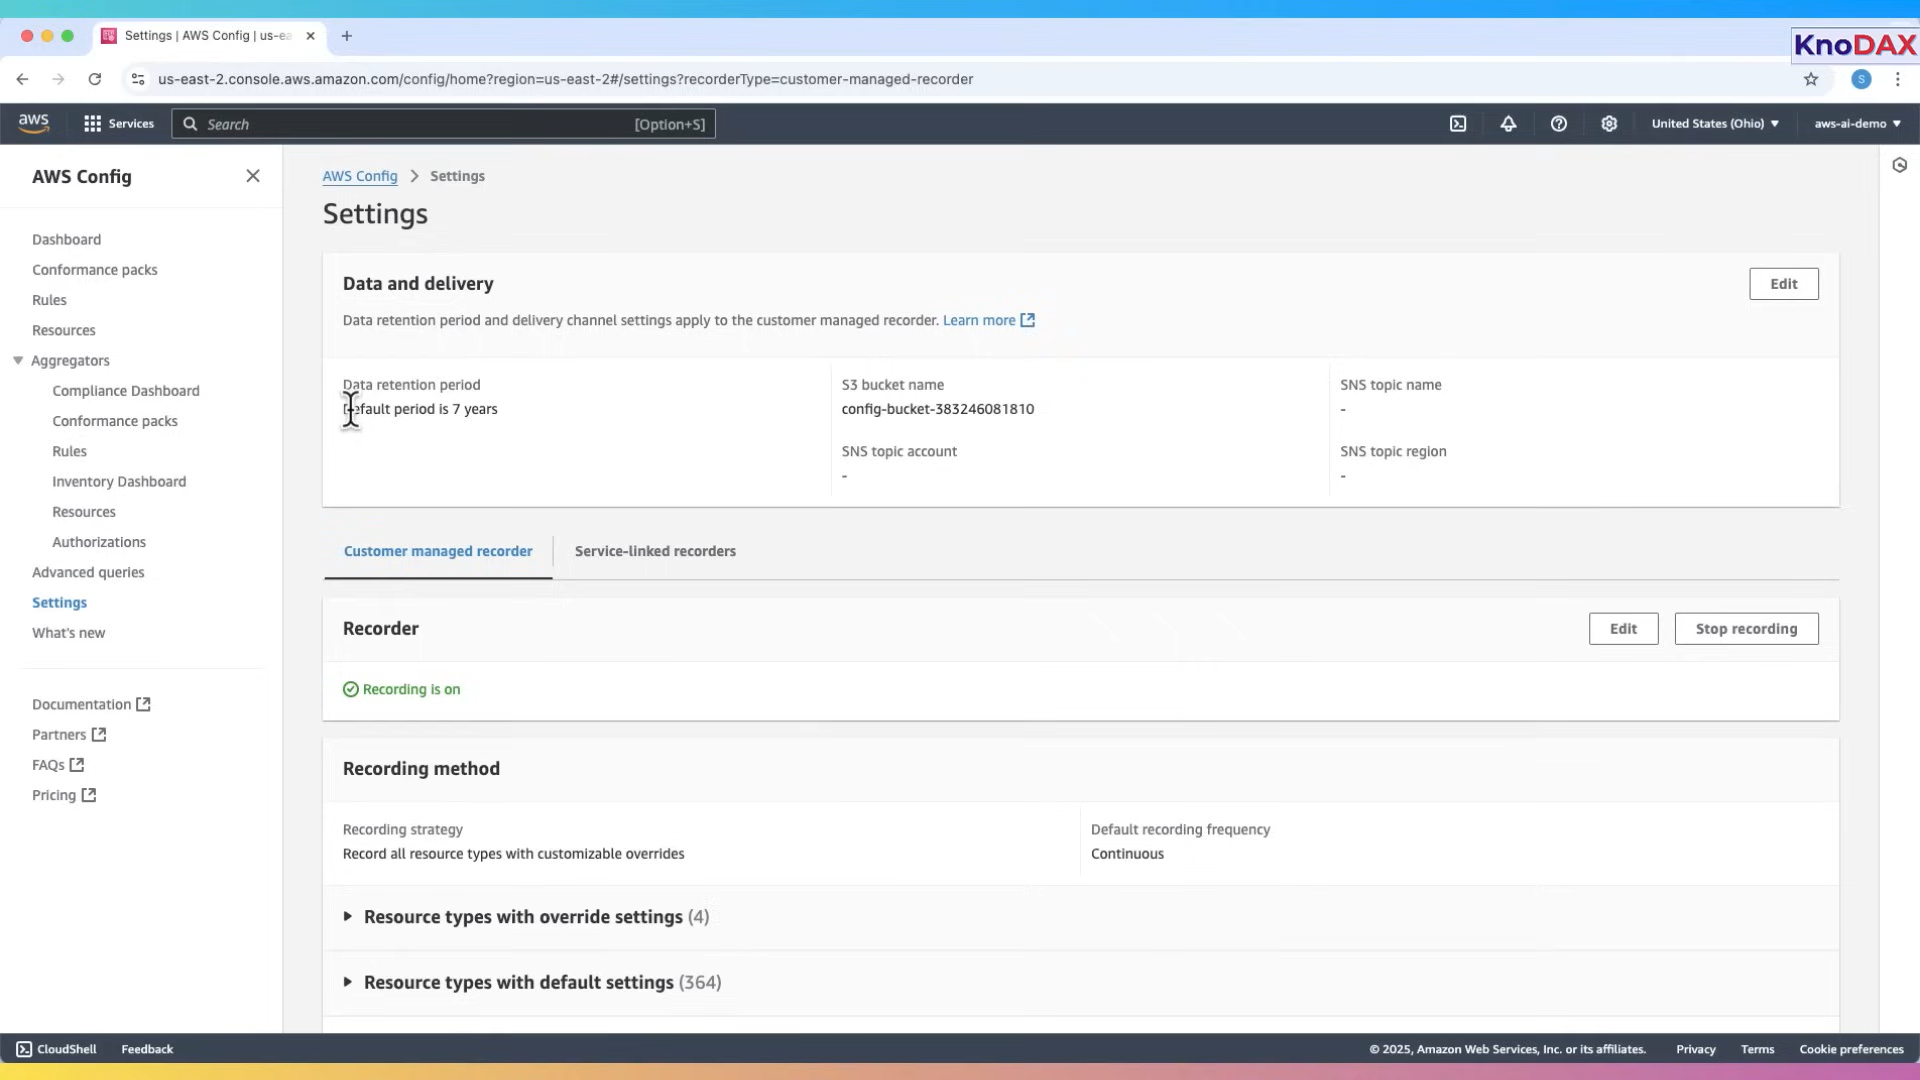 Settings | AWS Config | us-ea
KnoDAX
us-east-2.console.aws.amazon.com/config/home?region=us-east-2#/settings?recorderType=customer-managed-recorder
S
aws
Services
Search
[Option+S]
United States (Ohio)
aws-ai-demo
AWS Config
Dashboard
Conformance packs
Rules
Resources
Aggregators
Compliance Dashboard
Conformance packs
Rules
Inventory Dashboard
Resources
Authorizations
Advanced queries
Settings
What's new
Documentation
Partners
FAQs
Pricing
AWS Config > Settings
Settings
Data and delivery
Edit
Data retention period and delivery channel settings apply to the customer managed recorder. Learn more
Data retention period
Default period is 7 years
S3 bucket name
config-bucket-383246081810
SNS topic name
-
SNS topic account
-
SNS topic region
-
Customer managed recorder
Service-linked recorders
Recorder
Edit
Stop recording
Recording is on
Recording method
Recording strategy
Record all resource types with customizable overrides
Default recording frequency
Continuous
Resource types with override settings (4)
Resource types with default settings (364)
CloudShell
Feedback
© 2025, Amazon Web Services, Inc. or its affiliates.
Privacy
Terms
Cookie preferences